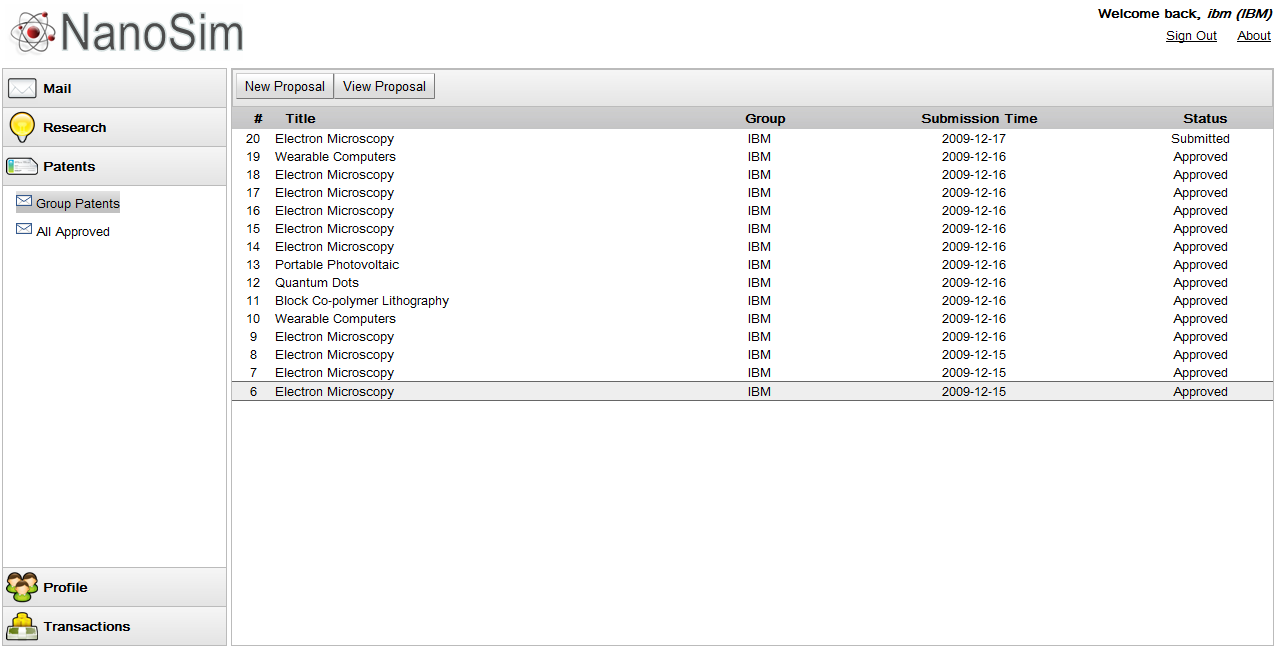 NanoSim
Welcome back, ibm (IBM)
Sign Out About
Mail
Research
Patents
Group Patents
All Approved
Profile
Transactions
New Proposal View Proposal
# Title Group Submission Time Status
20 Electron Microscopy IBM 2009-12-17 Submitted
19 Wearable Computers IBM 2009-12-16 Approved
18 Electron Microscopy IBM 2009-12-16 Approved
17 Electron Microscopy IBM 2009-12-16 Approved
16 Electron Microscopy IBM 2009-12-16 Approved
15 Electron Microscopy IBM 2009-12-16 Approved
14 Electron Microscopy IBM 2009-12-16 Approved
13 Portable Photovoltaic IBM 2009-12-16 Approved
12 Quantum Dots IBM 2009-12-16 Approved
11 Block Co-polymer Lithography IBM 2009-12-16 Approved
10 Wearable Computers IBM 2009-12-16 Approved
9 Electron Microscopy IBM 2009-12-16 Approved
8 Electron Microscopy IBM 2009-12-15 Approved
7 Electron Microscopy IBM 2009-12-15 Approved
6 Electron Microscopy IBM 2009-12-15 Approved